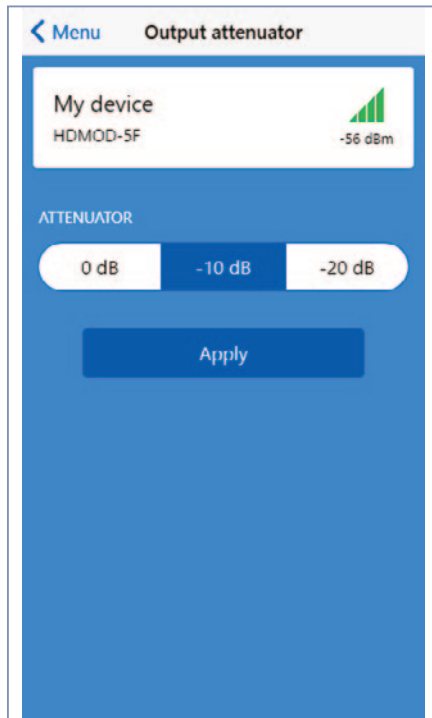 Menu Output attenuator
My device
HDMOD-5F
-56 dBm
ATTENUATOR
0 dB -10 dB -20 dB
Apply